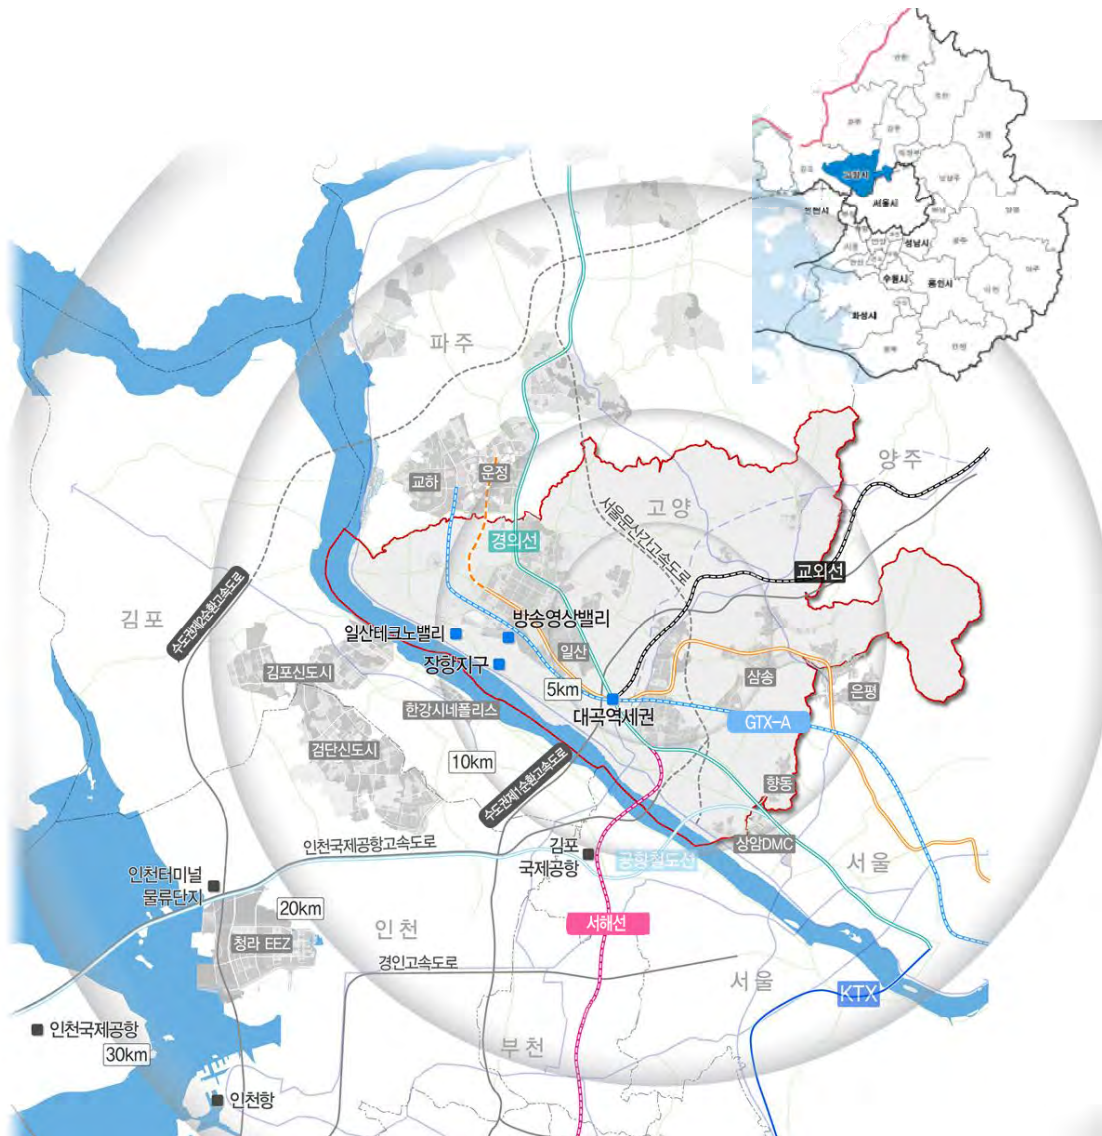 고양시
서울시
인천시
성남시
수원시
용인시
화성시
파주
양주
고양
교하
운정
경의선
서울문산간고속도로
교외선
김포
수도권제2순환고속도로
일산테크노밸리
방송영상밸리
장항지구
일산
김포신도시
삼송
은평
5km
한강시네폴리스
대곡역세권
GTX-A
검단신도시
10km
수도권제1순환고속도로
향동
인천국제공항고속도로
김포
국제공항
공항철도선
상암DMC
서울
인천터미널
물류단지
20km
인천
서해선
청라 EEZ
경인고속도로
서울
KTX
인천국제공항
30km
부천
인천항